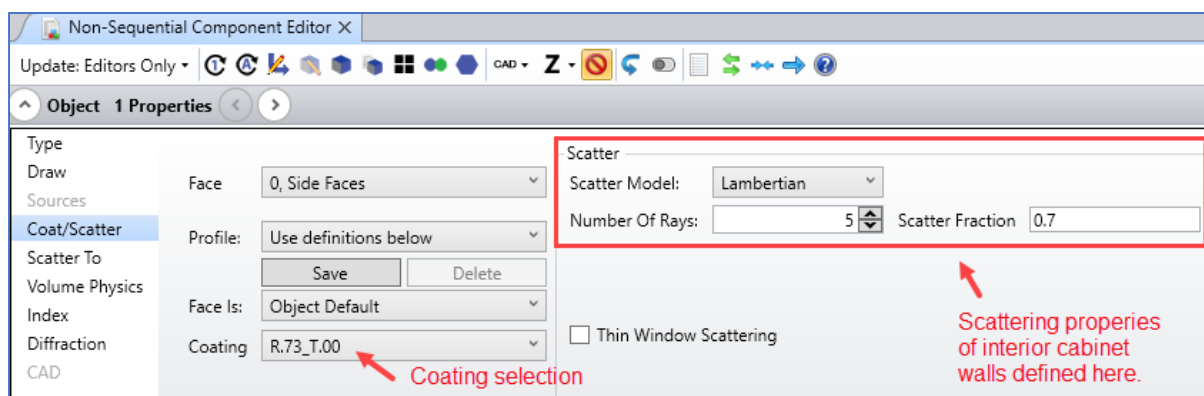 Non-Sequential Component Editor X
Update: Editors Only CAD Z
Object 1 Properties
Type
Draw
Sources
Coat/Scatter
Scatter To
Volume Physics
Index
Diffraction
CAD
Face 0, Side Faces
Profile: Use definitions below
Save Delete
Face Is: Object Default
Coating R.73_T.00
Coating selection
Scatter
Scatter Model: Lambertian
Number Of Rays: 5 Scatter Fraction 0.7
Thin Window Scattering
Scattering properies
of interior cabinet
walls defined here.